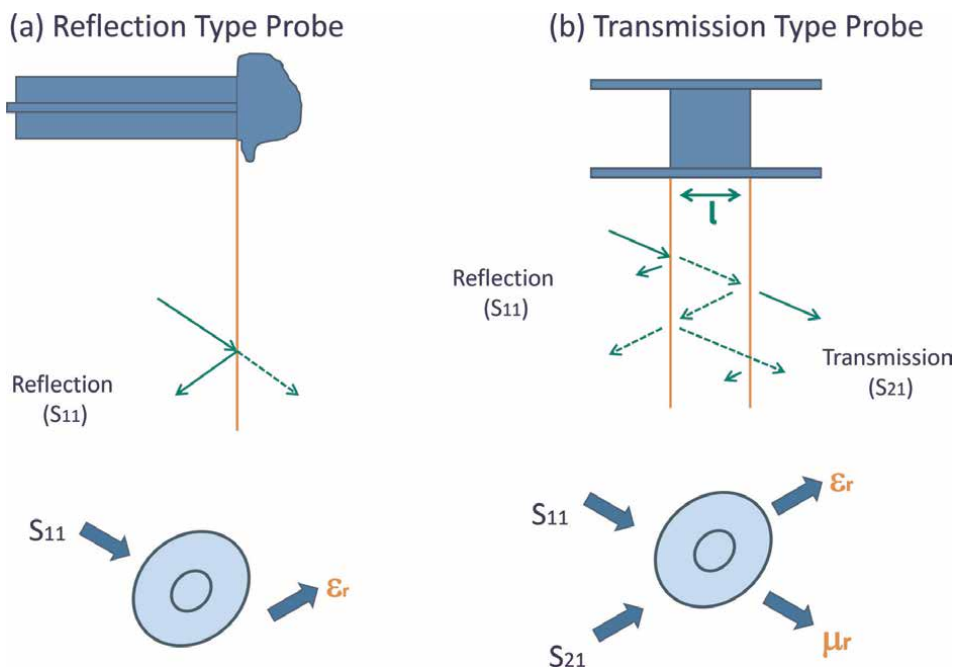 (a) Reflection Type Probe
Reflection
(S11)
S11
εr
(b) Transmission Type Probe
l
Reflection
(S11)
Transmission
(S21)
S11
S21
εr
μr